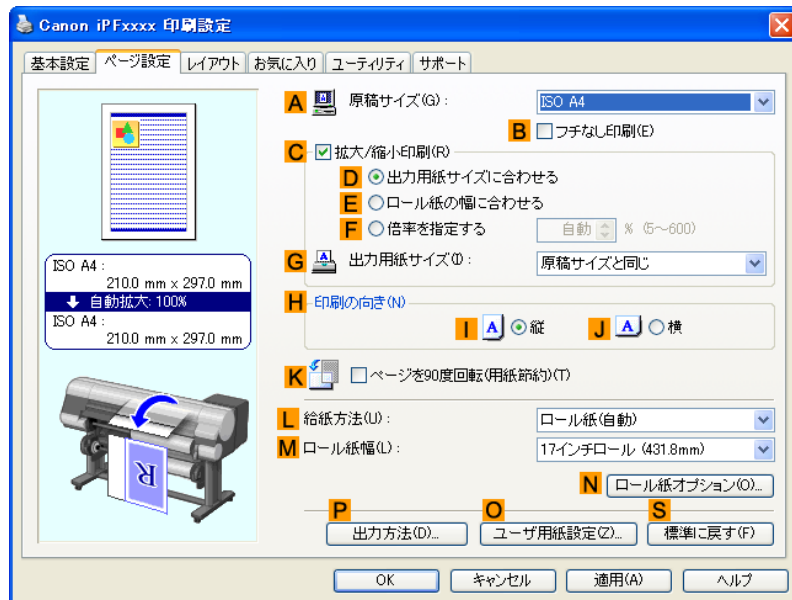 Canon iPFxxxx 印刷設定
基本設定 ページ設定 レイアウト お気に入り ユーティリティ サポート
A 原稿サイズ(G): ISO A4
B フチなし印刷(E)
C 拡大/縮小印刷(R)
D 出力用紙サイズに合わせる
E ロール紙の幅に合わせる
F 倍率を指定する 自動 % (5～600)
G 出力用紙サイズ(I): 原稿サイズと同じ
ISO A4 :
210.0 mm x 297.0 mm
自動拡大: 100%
ISO A4 :
210.0 mm x 297.0 mm
H 印刷の向き(N)
I A 縦 J A 横
K ページを90度回転(用紙節約)(T)
R
L 給紙方法(U): ロール紙(自動)
M ロール紙幅(L): 17インチロール (431.8mm)
N ロール紙オプション(O)...
P O S
出力方法(D)... ユーザ用紙設定(Z)... 標準に戻す(F)
OK キャンセル 適用(A) ヘルプ